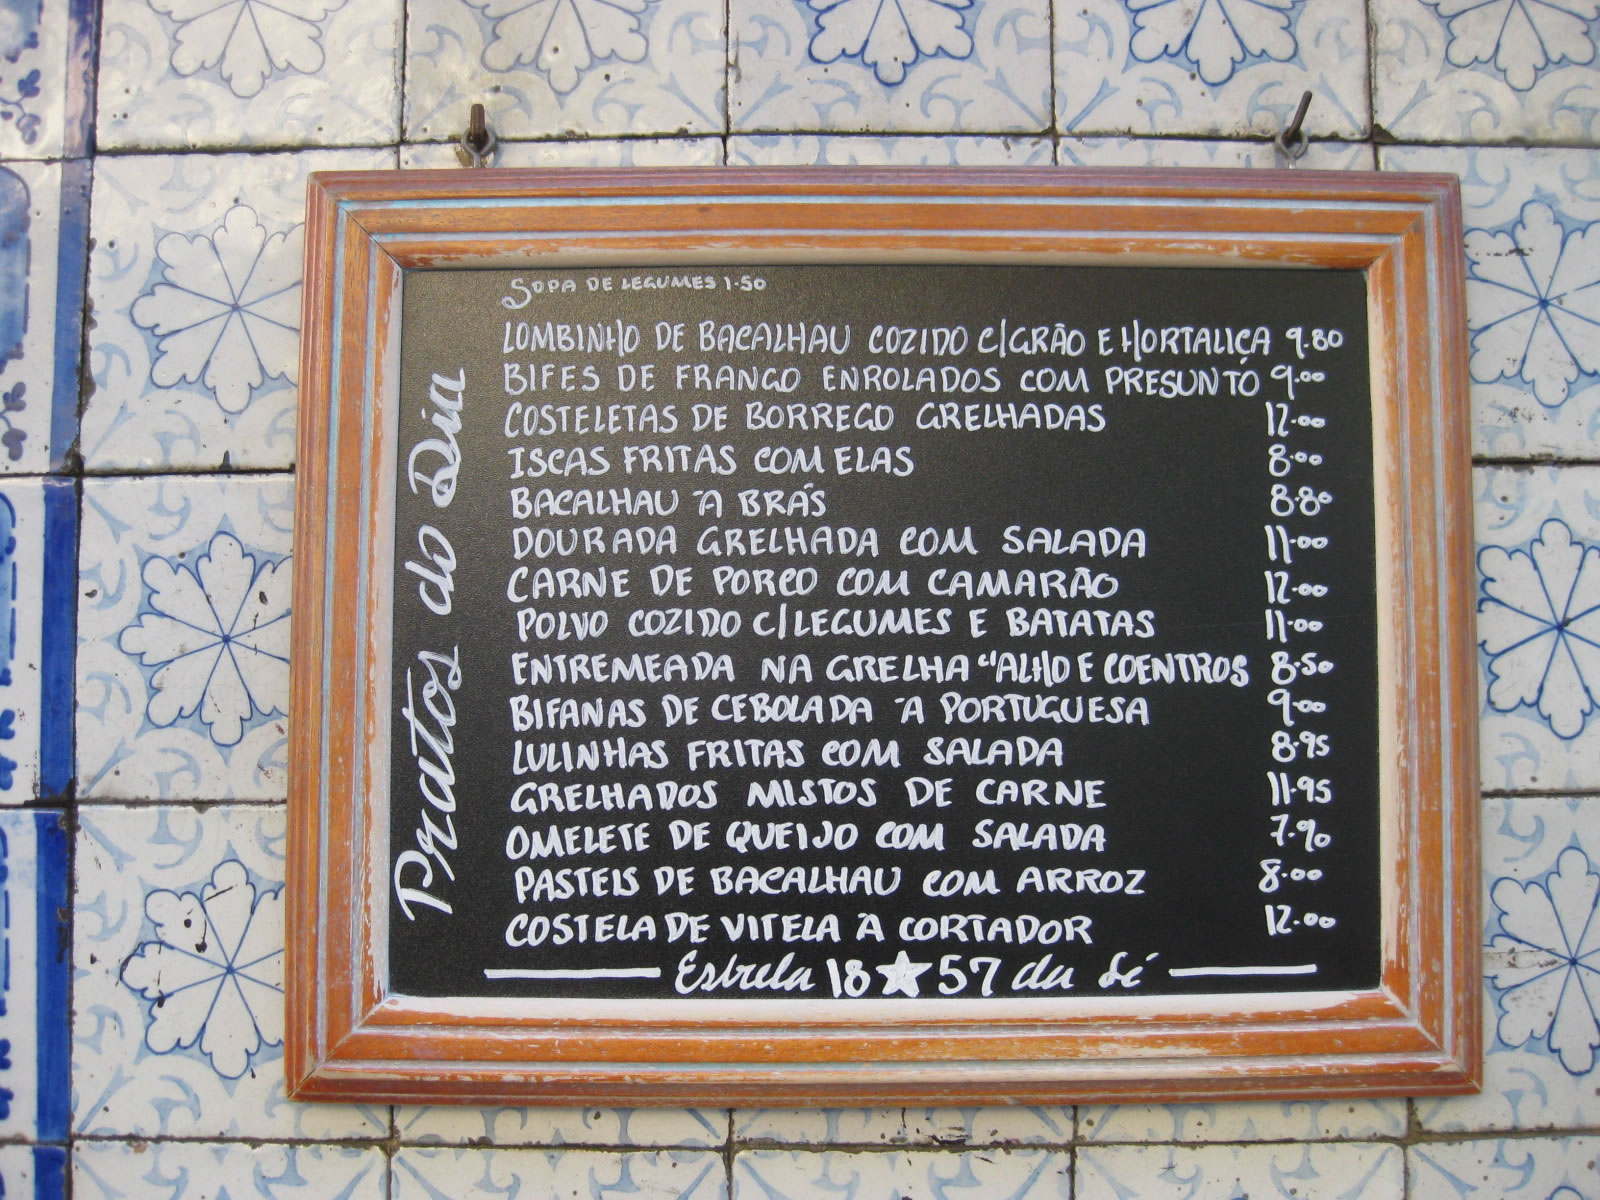 Pratos do Dia
SOPA DE LEGUMES 1.50
LOMBINHO DE BACALHAU COZIDO C/GRÃO E HORTALIÇA 9.80
BIFES DE FRANGO ENROLADOS COM PRESUNTO 9.00
COSTELETAS DE BORREGO GRELHADAS 12.00
ISCAS FRITAS COM ELAS 8.00
BACALHAU Ã BRÁS 8.80
DOURADA GRELHADA COM SALADA 11.00
CARNE DE PORCO COM CAMARÃO 12.00
POLVO COZIDO C/LEGUMES E BATATAS 11.00
ENTREMEADA NA GRELHA "ALHO E COENTROS 8.50
BIFANAS DE CEBOLADA Ã PORTUGUESA 9.00
LULINHAS FRITAS COM SALADA 8.95
GRELHADOS MISTOS DE CARNE 11.95
OMELETE DE QUEIJO COM SALADA 7.90
PASTEIS DE BACALHAU COM ARROZ 8.00
COSTELA DE VITELA Ã CORTADOR 12.00
Estrela 18★57 da Sé